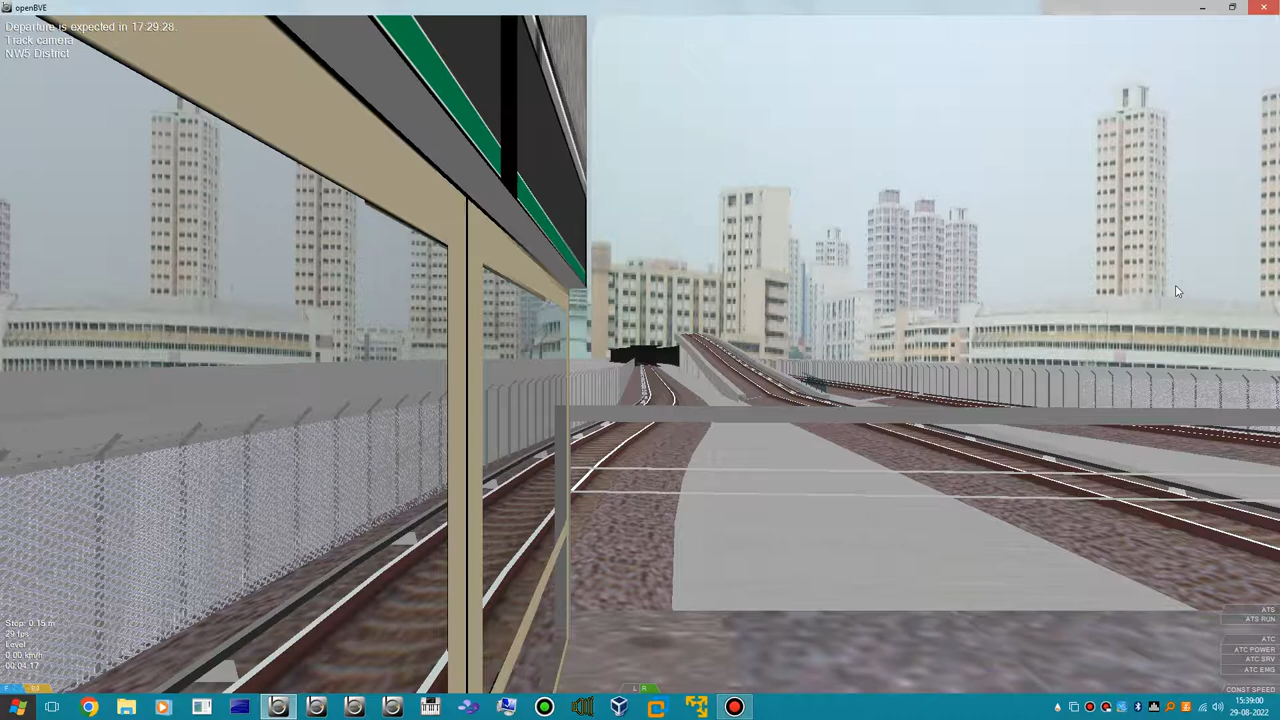 openBVE
Departure is expected in 17:29:28.
Track camera
NW5 District
Stop: 0.15 m
29 fps
Level
0.00 km/h
00:04:17
L R
ATS
ATS RUN
ATC
ATC POWER
ATC SRV
ATC EMG
CONST SPEED
15:39:00
29-08-2022